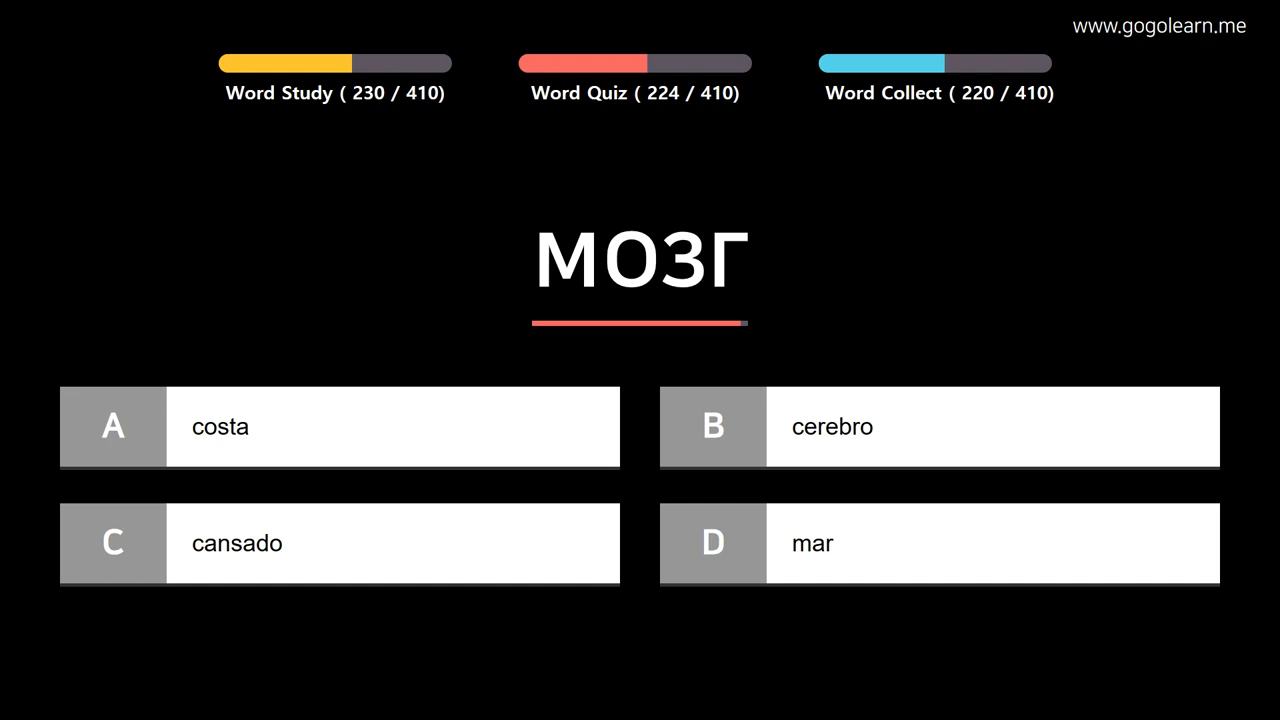 www.gogolearn.me
Word Study ( 230 / 410)
Word Quiz ( 224 / 410)
Word Collect ( 220 / 410)
мозг
A costa
B cerebro
C cansado
D mar